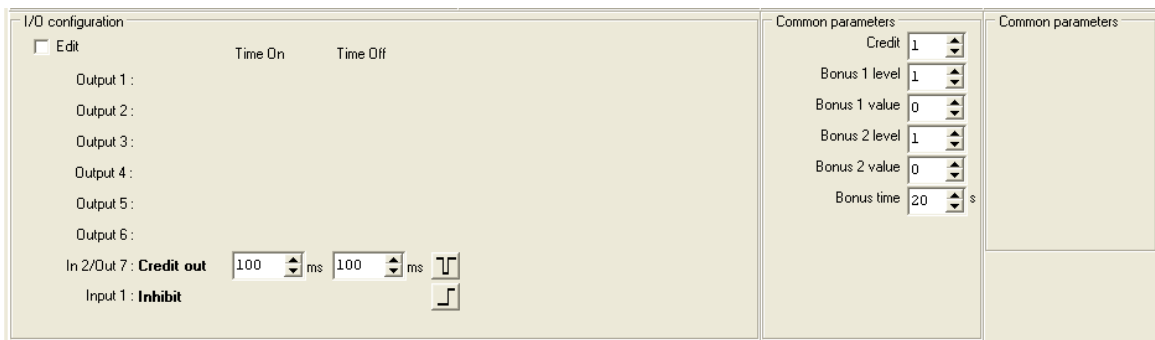 I/O configuration
Edit
Time On Time Off
Output 1 :
Output 2 :
Output 3 :
Output 4 :
Output 5 :
Output 6 :
In 2/Out 7 : Credit out 100 ms 100 ms
Input 1 : Inhibit
Common parameters
Credit 1
Bonus 1 level 1
Bonus 1 value 0
Bonus 2 level 1
Bonus 2 value 0
Bonus time 20 s
Common parameters